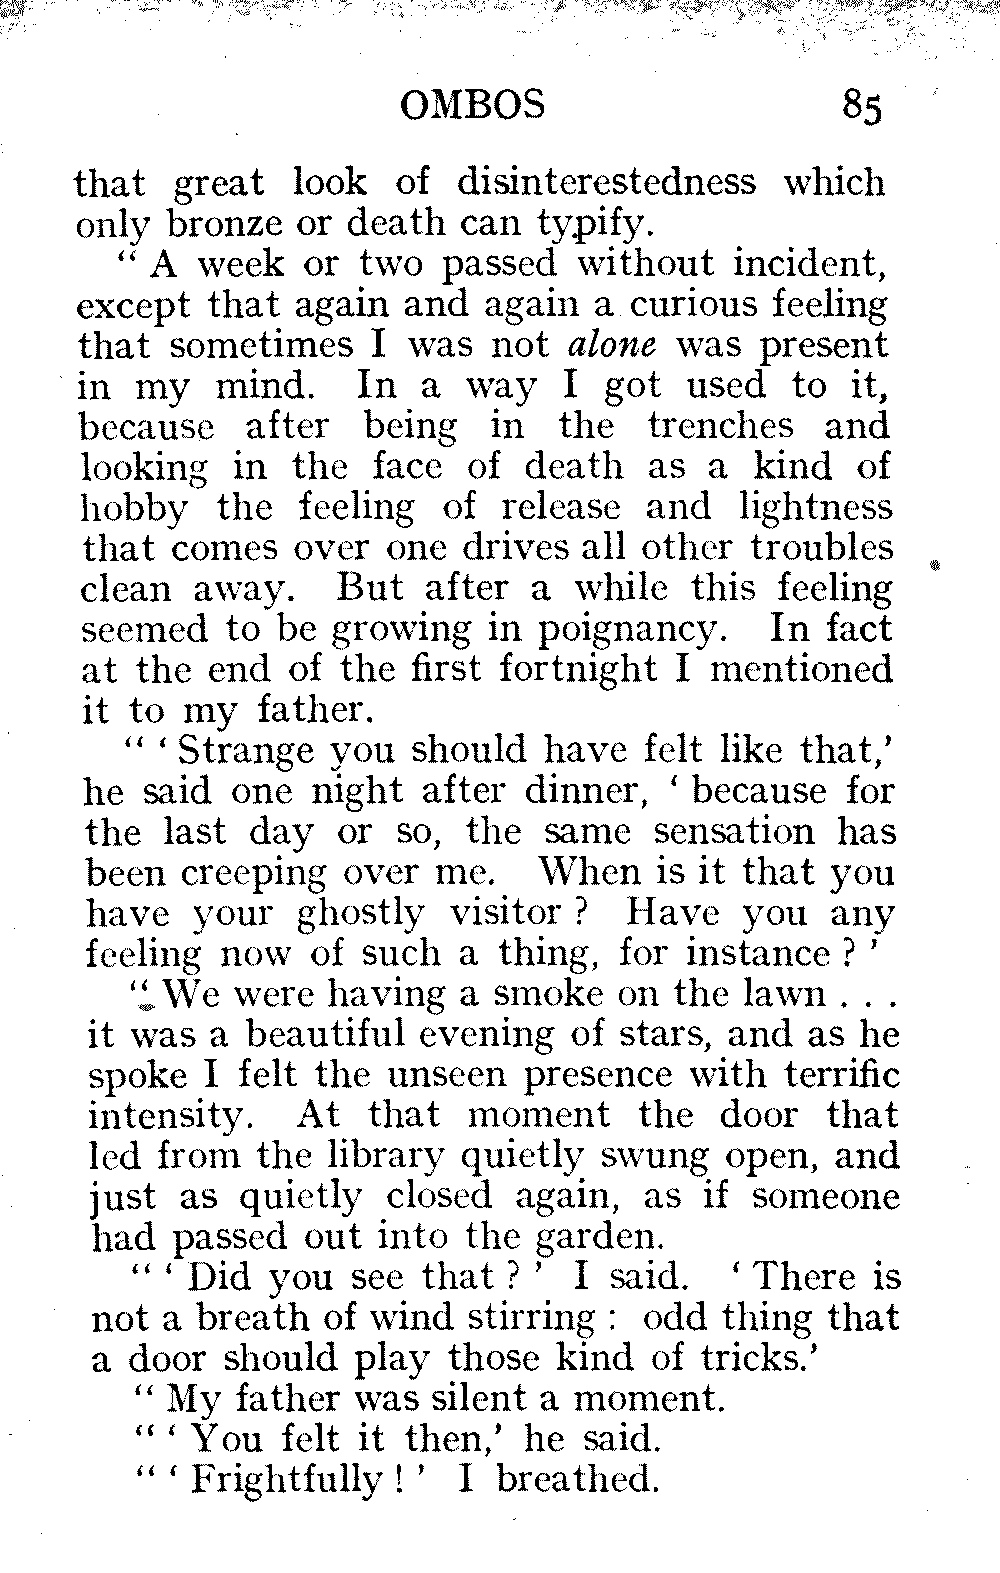 OMBOS 85
that great look of disinterestedness which
only bronze or death can typify.
“ A week or two passed without incident,
except that again and again a curious feeling
that sometimes I was not alone was present
in my mind. In a way I got used to it,
because after being in the trenches and
looking in the face of death as a kind of
hobby the feeling of release and lightness
that comes over one drives all other troubles
clean away. But after a while this feeling
seemed to be growing in poignancy. In fact
at the end of the first fortnight I mentioned
it to my father.
“ ‘ Strange you should have felt like that,’
he said one night after dinner, ‘ because for
the last day or so, the same sensation has
been creeping over me. When is it that you
have your ghostly visitor ? Have you any
feeling now of such a thing, for instance ? ’
“ We were having a smoke on the lawn . . .
it was a beautiful evening of stars, and as he
spoke I felt the unseen presence with terrific
intensity. At that moment the door that
led from the library quietly swung open, and
just as quietly closed again, as if someone
had passed out into the garden.
“ ‘ Did you see that ? ’ I said. ‘ There is
not a breath of wind stirring : odd thing that
a door should play those kind of tricks.’
“ My father was silent a moment.
“ ‘ You felt it then,’ he said.
“ ‘ Frightfully ! ’ I breathed.